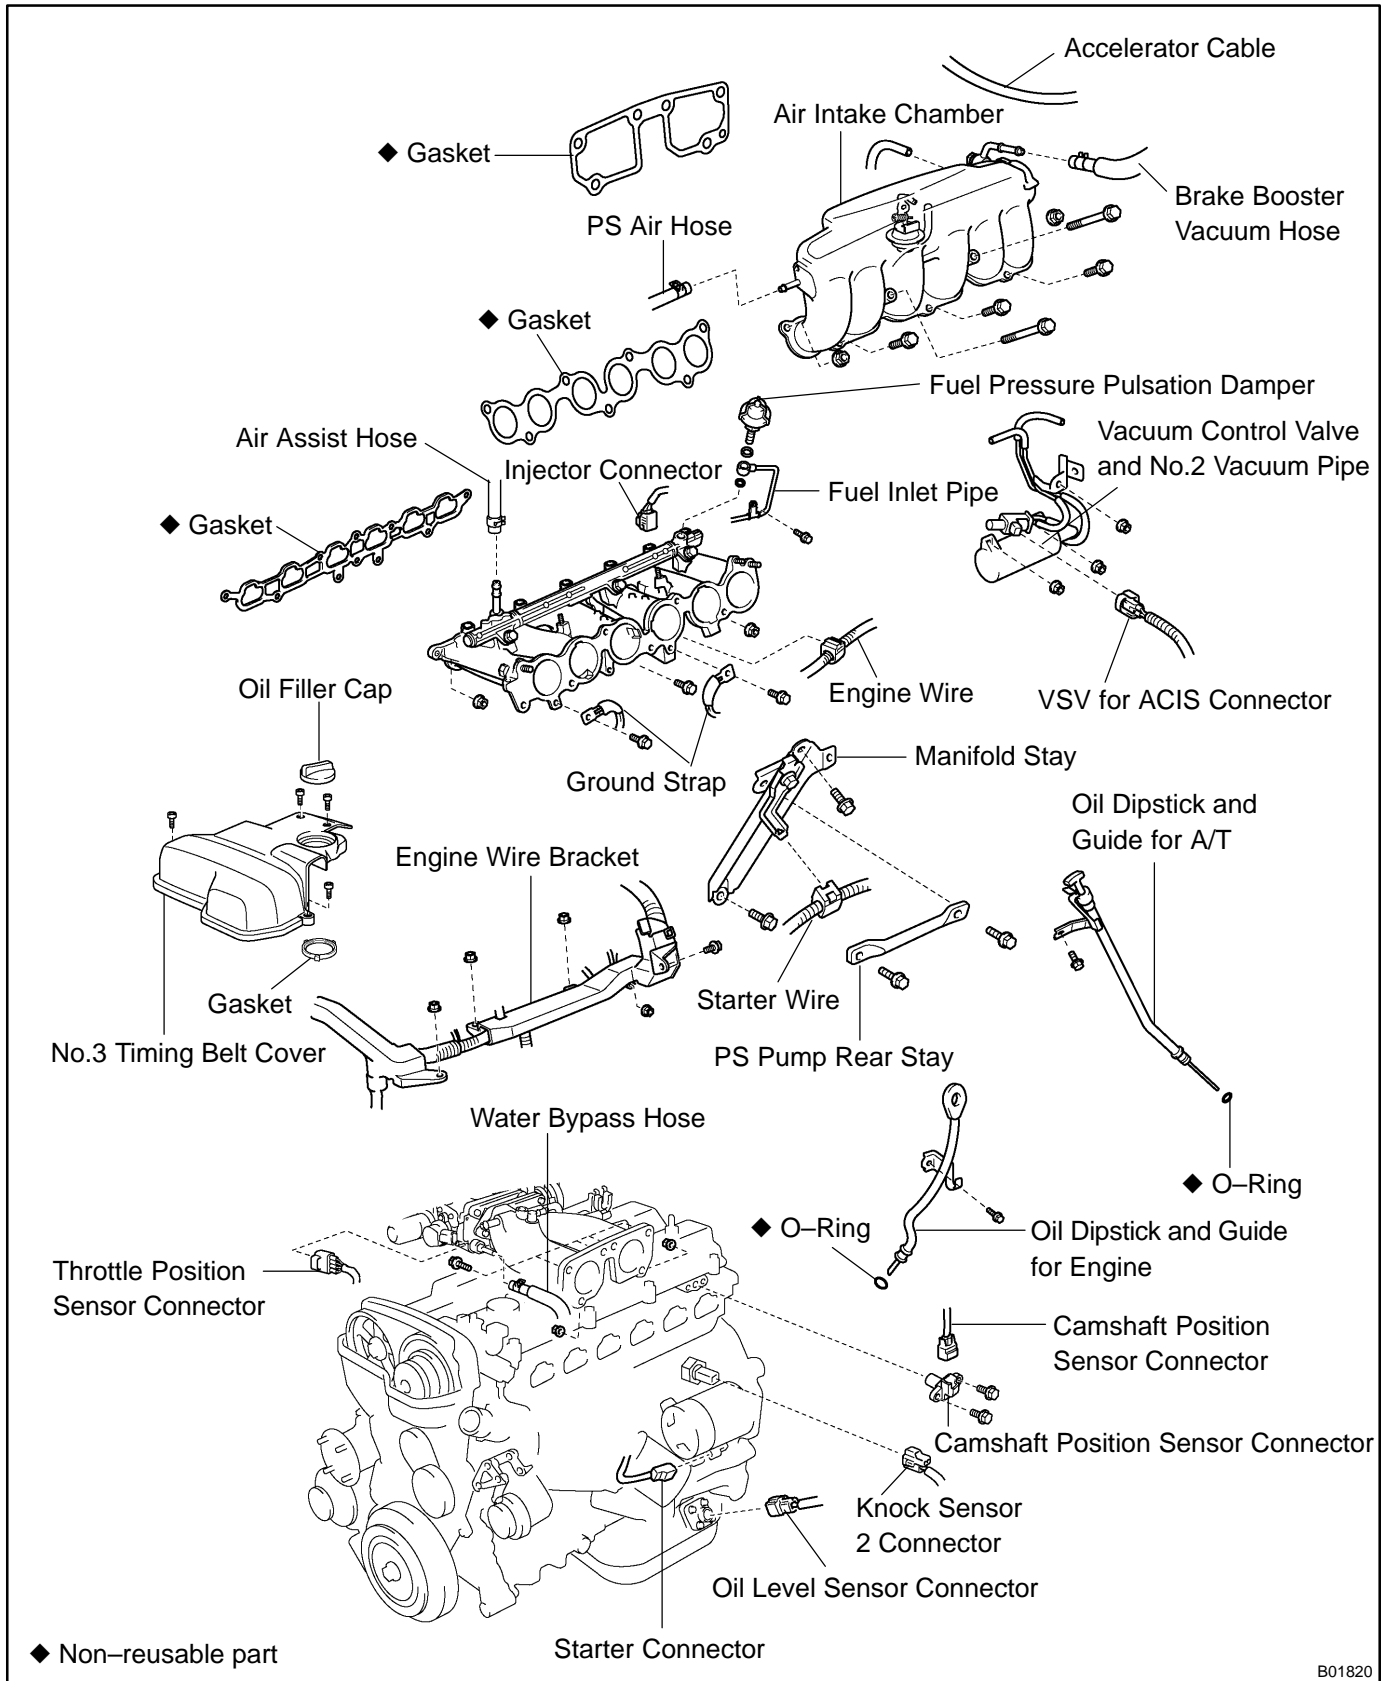 Accelerator Cable
Air Intake Chamber
◆ Gasket
Brake Booster
Vacuum Hose
PS Air Hose
◆ Gasket
Fuel Pressure Pulsation Damper
Air Assist Hose
Vacuum Control Valve
and No.2 Vacuum Pipe
Injector Connector
Fuel Inlet Pipe
◆ Gasket
Oil Filler Cap
Engine Wire
VSV for ACIS Connector
Ground Strap
Manifold Stay
Oil Dipstick and
Guide for A/T
Engine Wire Bracket
Gasket
Starter Wire
No.3 Timing Belt Cover
PS Pump Rear Stay
Water Bypass Hose
◆ O–Ring
◆ O–Ring
Oil Dipstick and Guide
for Engine
Throttle Position
Sensor Connector
Camshaft Position
Sensor Connector
Camshaft Position Sensor Connector
Knock Sensor
2 Connector
Oil Level Sensor Connector
Starter Connector
◆ Non–reusable part
B01820